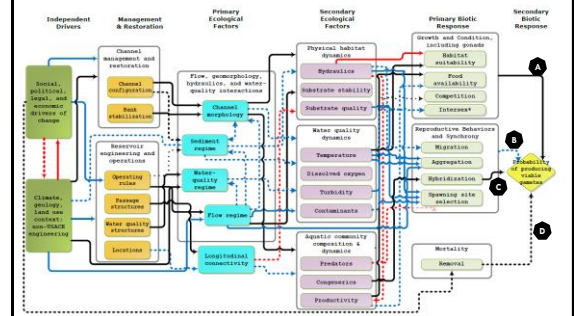 Independent
Drivers
Management
& Restoration
Primary
Ecological
Factors
Secondary
Ecological
Factors
Primary Biotic
Response
Secondary
Biotic
Response
Social,
political,
legal, and
economic
drivers of
change
Climate,
geology,
land use
context:
non-USACE
engineering
Channel
management and
restoration
Channel
configuration
Bank
stabilization
Reservoir
engineering and
operations
Operating
rules
Passage
structures
Water quality
structures
Locations
Flow, geomorphology,
hydraulics, and water-
quality interactions
Channel
morphology
Sediment
regime
Water-
quality
regime
Flow regime
Longitudinal
connectivity
Physical habitat
dynamics
Hydraulics
Substrate stability
Substrate quality
Water quality
dynamics
Temperature
Dissolved oxygen
Turbidity
Contaminants
Aquatic community
composition &
dynamics
Predators
Congenerics
Productivity
Growth and Condition,
including gonads
Habitat
suitability
Food
availability
Competition
Intersex*
Reproductive Behaviors
and Synchrony
Migration
Aggregation
Hybridization
Spawning site
selection
Mortality
Removal
A
B
C
D
Probability
of producing
viable
gametes